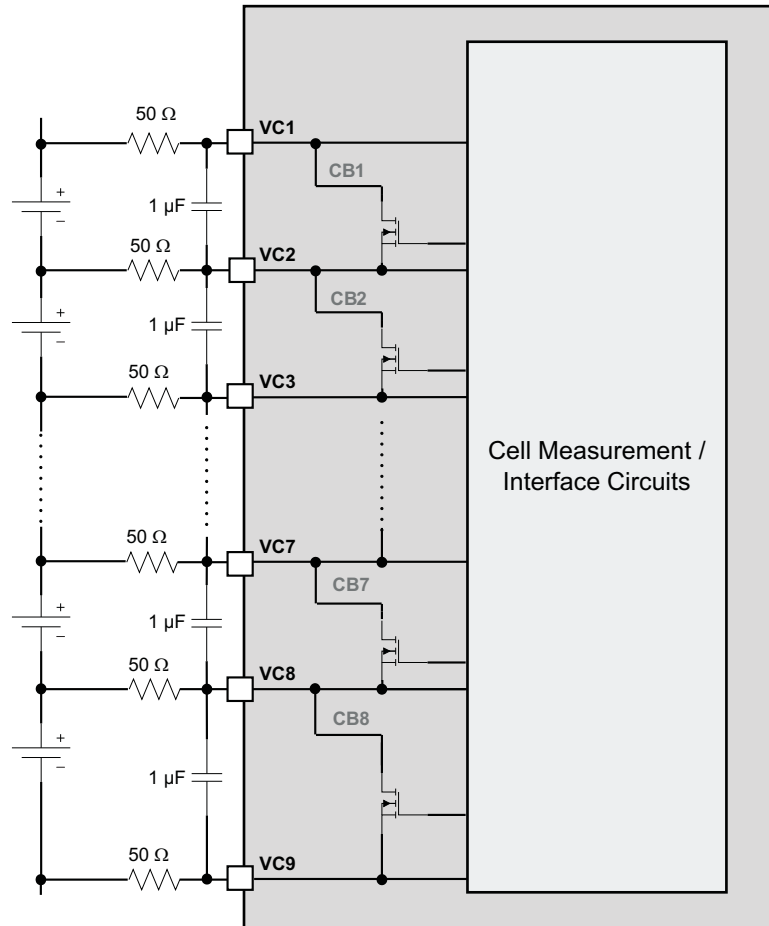 50 Ω
VC1
CB1
+
–
1 µF
50 Ω
VC2
CB2
+
–
1 µF
50 Ω
VC3
Cell Measurement /
Interface Circuits
50 Ω
VC7
CB7
+
–
1 µF
50 Ω
VC8
CB8
+
–
1 µF
50 Ω
VC9